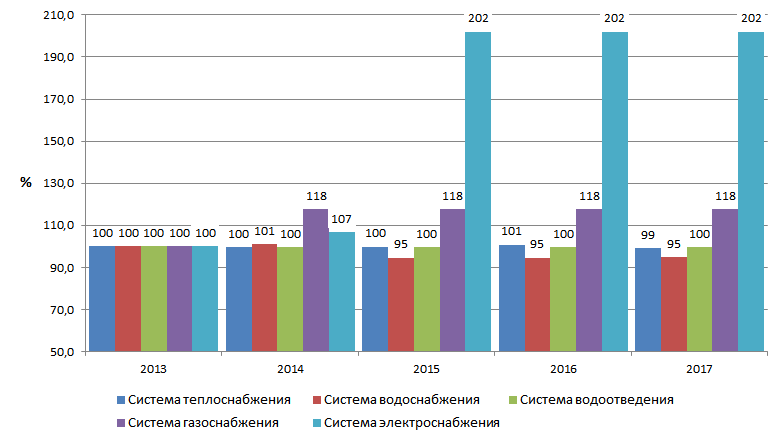 210,0
190,0
170,0
150,0
130,0
110,0
90,0
70,0
50,0
%
100 100 100 100 100
100 101 100 118 107
100 95 100 118 202
101 95 100 118 202
99 95 100 118 202
2013 2014 2015 2016 2017
Система теплоснабжения Система водоснабжения Система водоотведения
Система газоснабжения Система электроснабжения